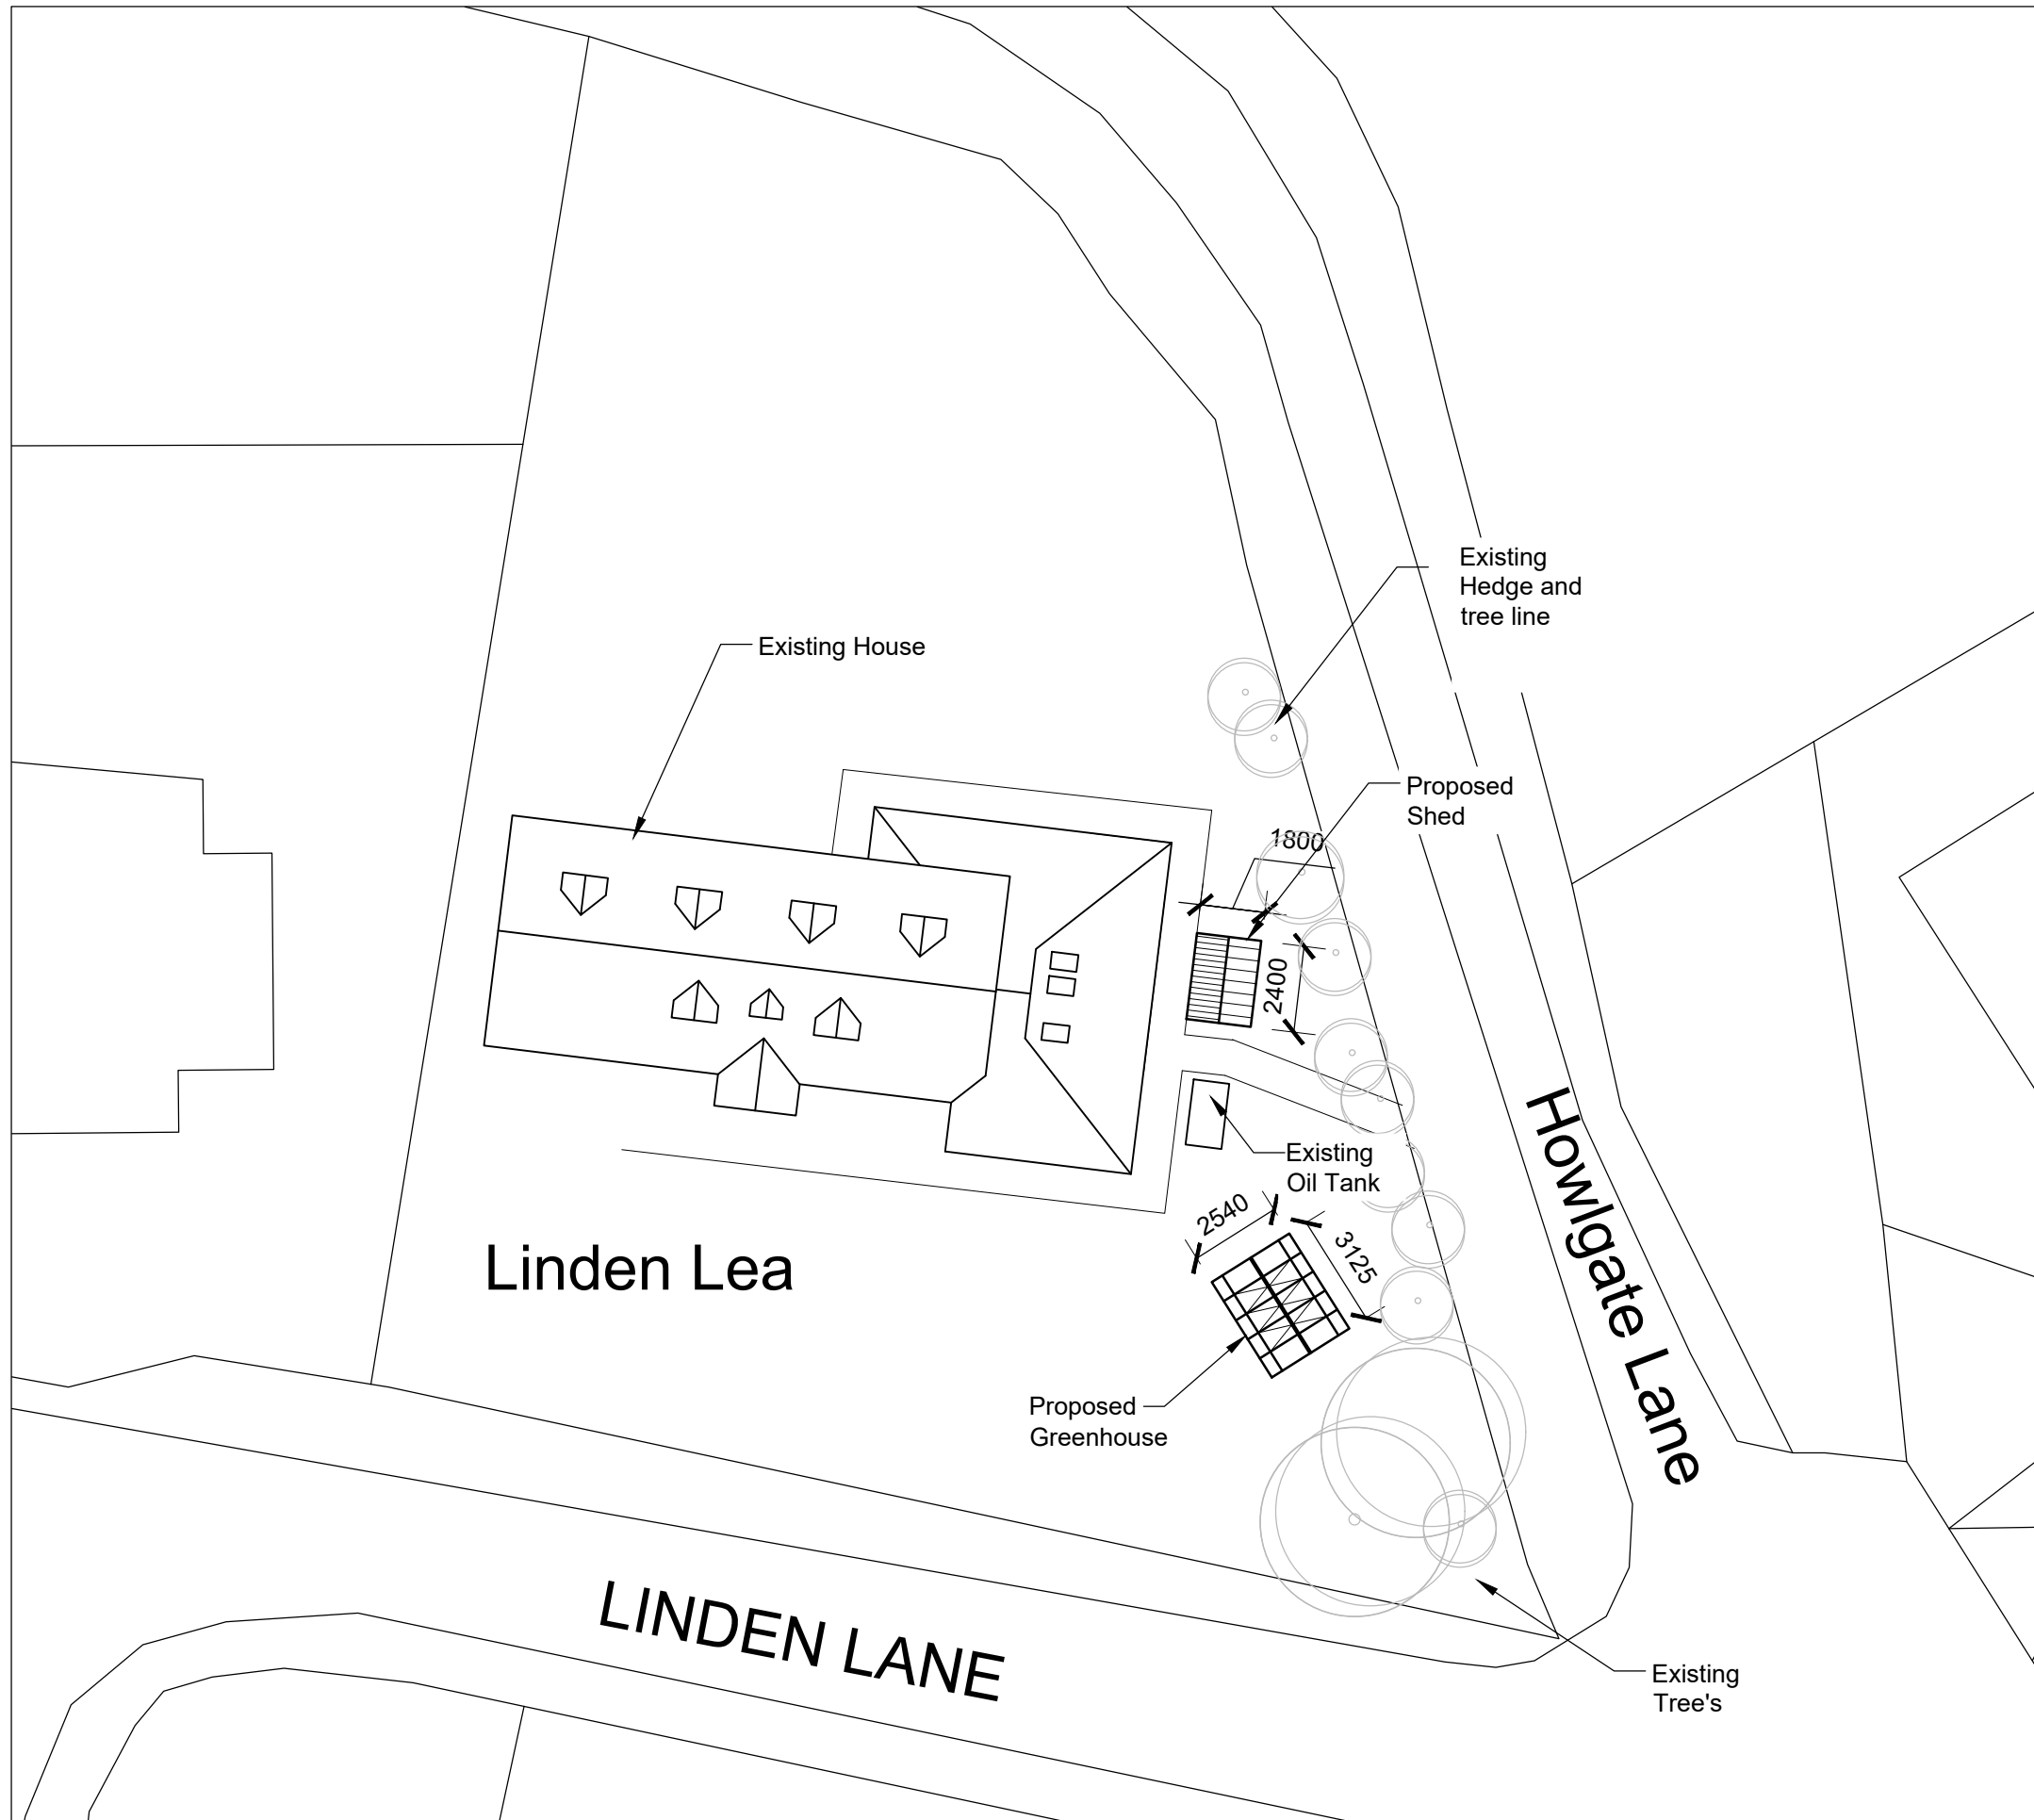 Existing
Hedge and
tree line
Existing House
Proposed
Shed
1800
2400
Existing
Oil Tank
2540
3125
Howlgate Lane
Linden Lea
Proposed
Greenhouse
LINDEN LANE
Existing
Tree's